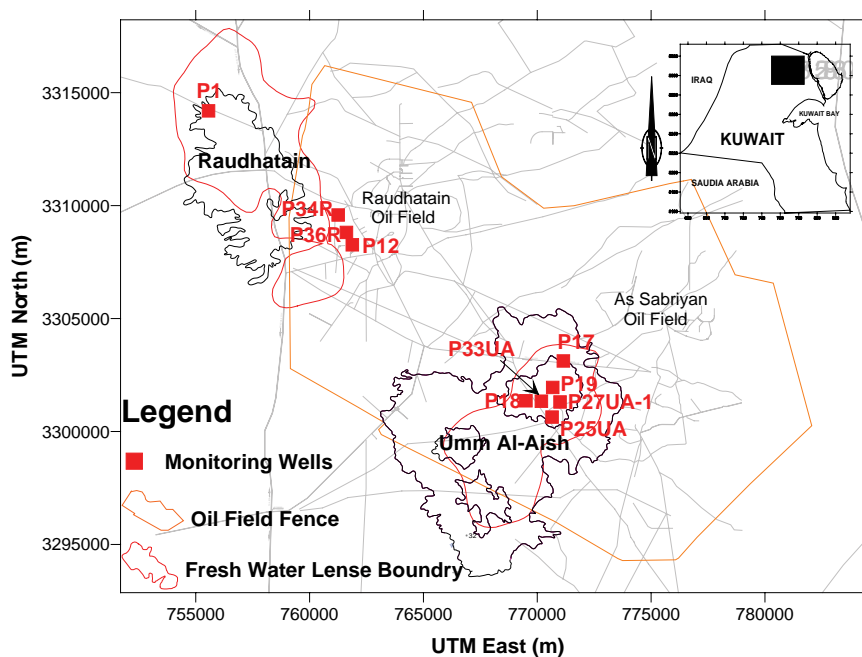 3315000
3310000
3305000
3300000
3295000
UTM North (m)
755000
760000
765000
770000
775000
780000
UTM East (m)
P1
Raudhatain
P34R
P36R
P12
Raudhatain
Oil Field
As Sabriyan
Oil Field
P17
P33UA
P19
P18
P27UA-1
P25UA
Umm Al-Aish
Legend
Monitoring Wells
Oil Field Fence
Fresh Water Lense Boundry
IRAQ
KUWAIT BAY
KUWAIT
SAUDIA ARABIA